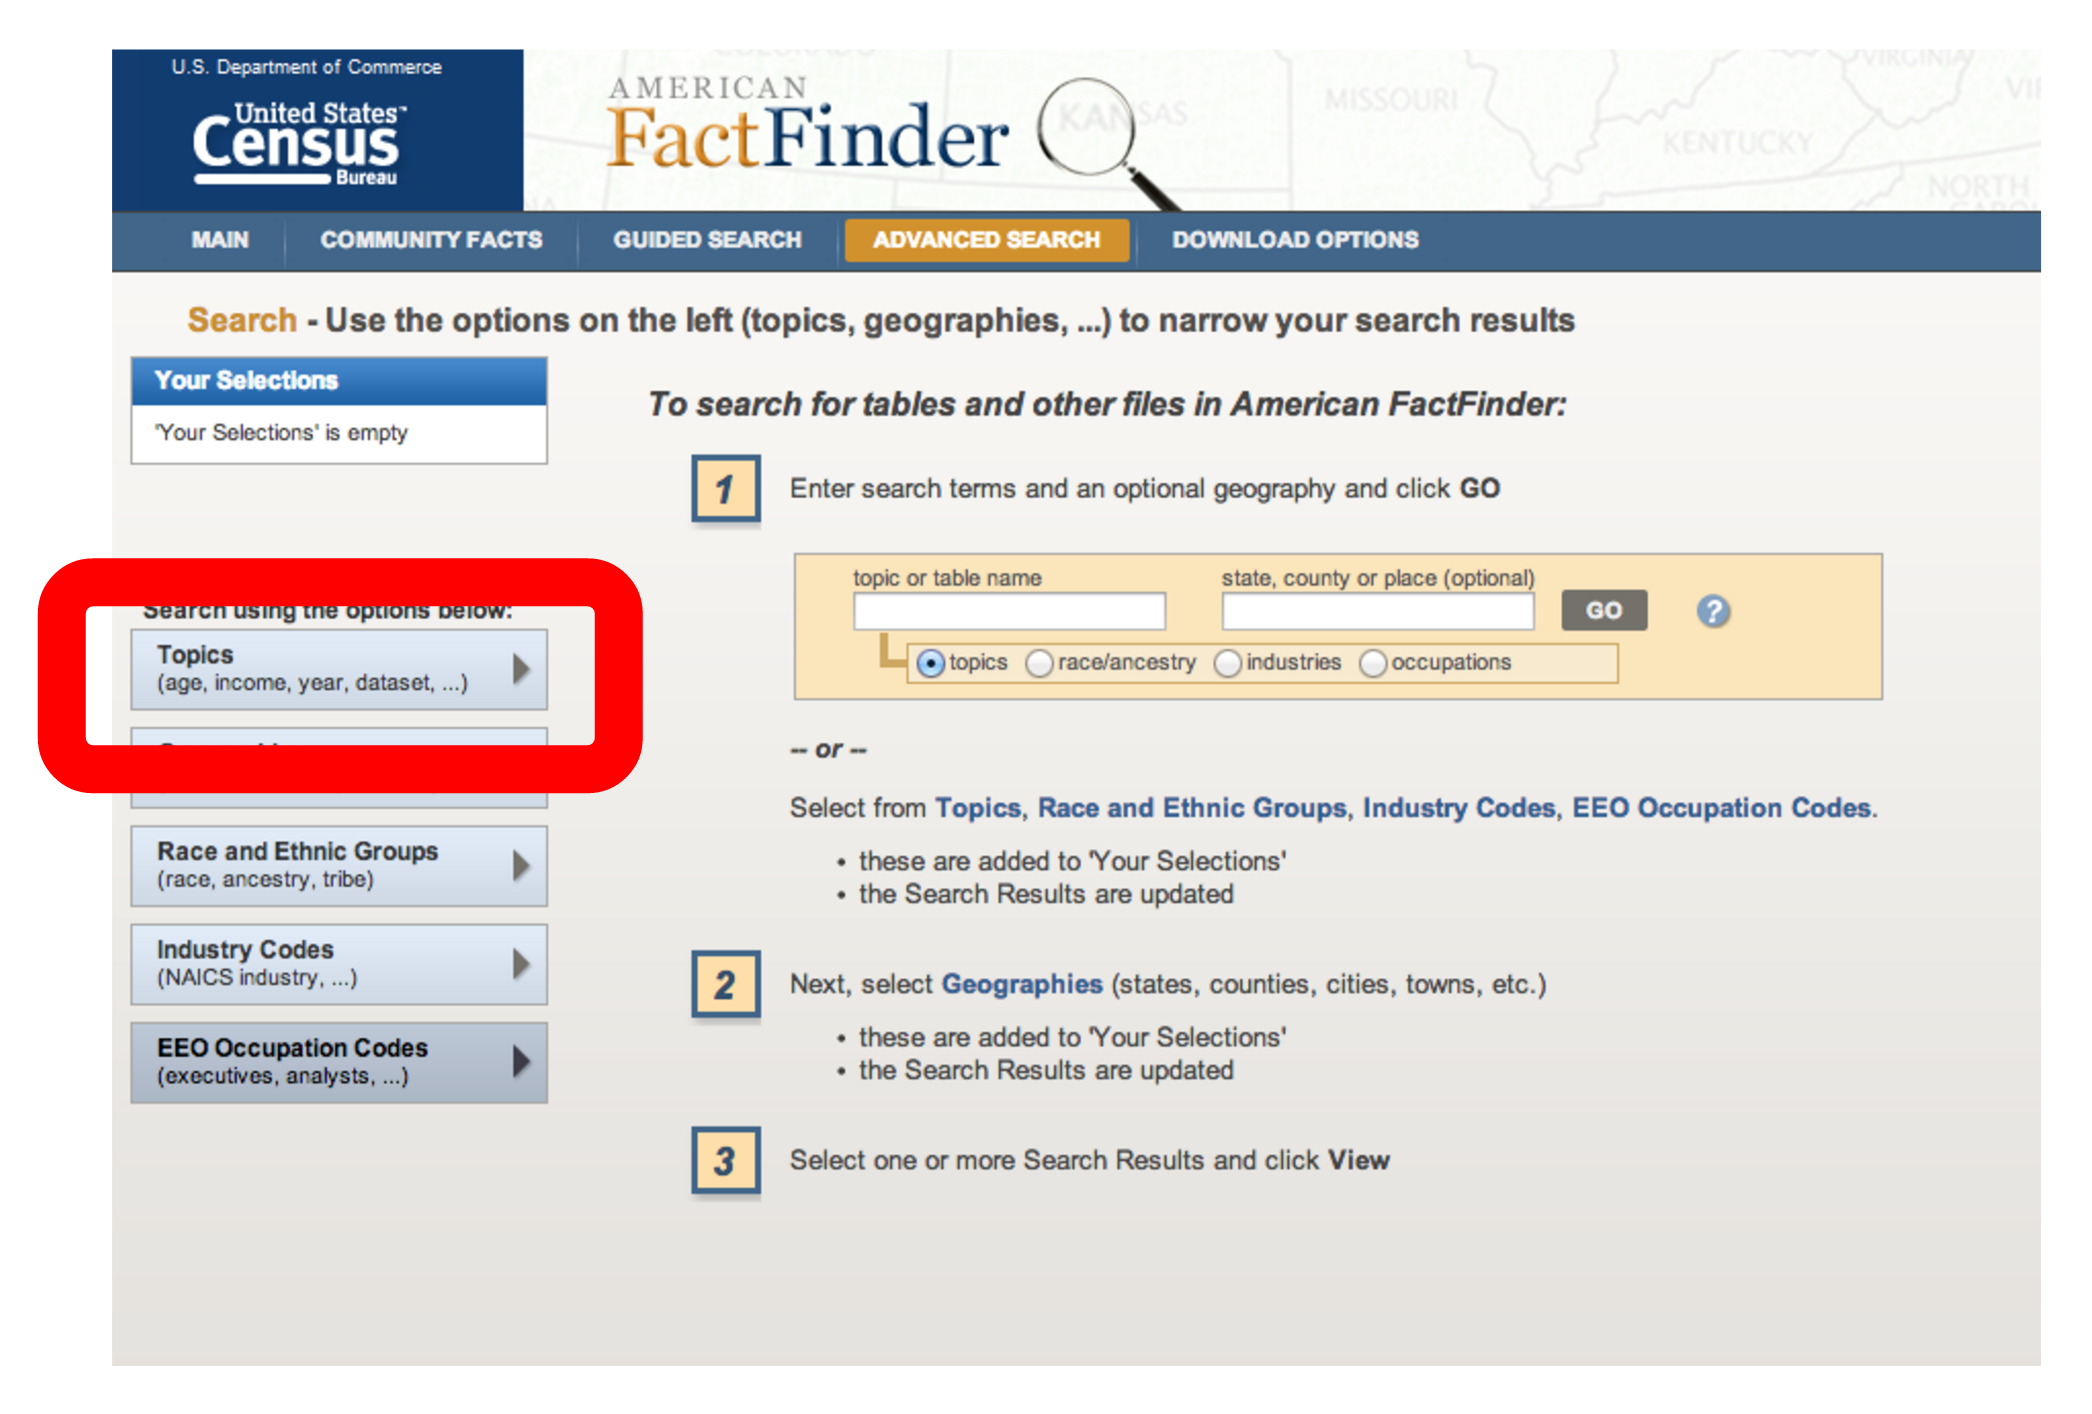 U.S. Department of Commerce
United States™
Census
Bureau
AMERICAN
FactFinder
COLORADO
KANSAS
MISSOURI
KENTUCKY
VIRGINIA
NORTH
MAIN
COMMUNITY FACTS
GUIDED SEARCH
ADVANCED SEARCH
DOWNLOAD OPTIONS
Search - Use the options on the left (topics, geographies, ...) to narrow your search results
Your Selections
'Your Selections' is empty
Search using the options below:
Topics
(age, income, year, dataset, ...)
Race and Ethnic Groups
(race, ancestry, tribe)
Industry Codes
(NAICS industry, ...)
EEO Occupation Codes
(executives, analysts, ...)
To search for tables and other files in American FactFinder:
1
Enter search terms and an optional geography and click GO
topic or table name
state, county or place (optional)
GO
?
topics race/ancestry industries occupations
-- or --
Select from Topics, Race and Ethnic Groups, Industry Codes, EEO Occupation Codes.
• these are added to 'Your Selections'
• the Search Results are updated
2
Next, select Geographies (states, counties, cities, towns, etc.)
• these are added to 'Your Selections'
• the Search Results are updated
3
Select one or more Search Results and click View